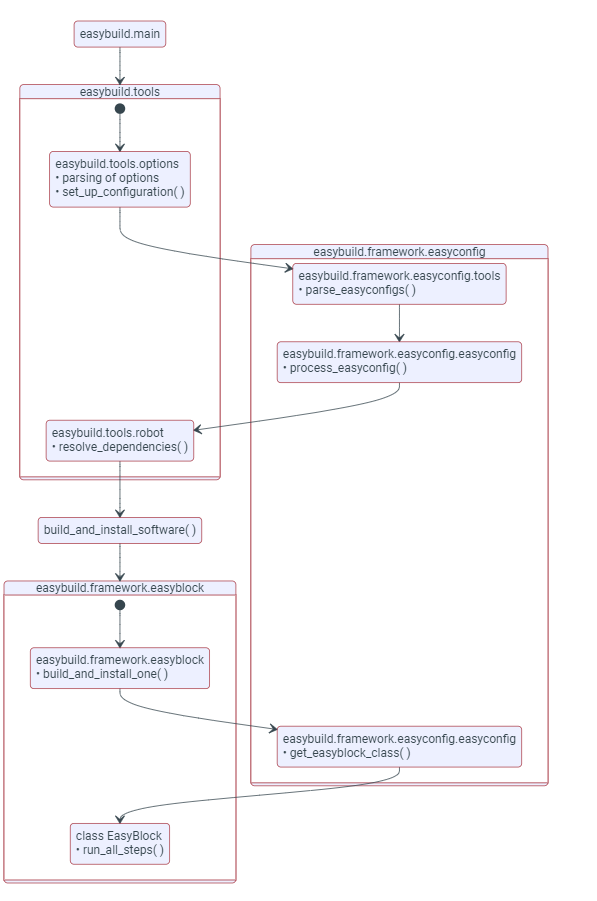 easybuild.main
easybuild.tools
easybuild.tools.options
• parsing of options
• set_up_configuration( )
easybuild.framework.easyconfig
easybuild.framework.easyconfig.tools
• parse_easyconfigs( )
easybuild.framework.easyconfig.easyconfig
• process_easyconfig( )
easybuild.tools.robot
• resolve_dependencies( )
build_and_install_software( )
easybuild.framework.easyblock
easybuild.framework.easyblock
• build_and_install_one( )
easybuild.framework.easyconfig.easyconfig
• get_easyblock_class( )
class EasyBlock
• run_all_steps( )